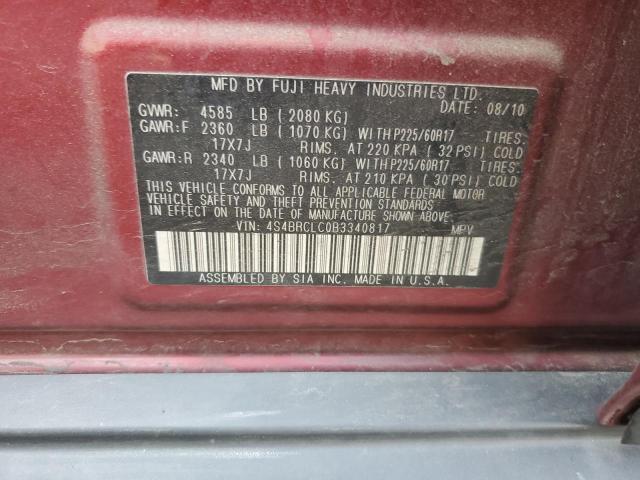 MFD BY FUJI HEAVY INDUSTRIES LTD.
DATE: 08/10
GVWR: 4585 LB ( 2080 KG)
GAWR:F 2360 LB ( 1070 KG) WITH P225/60R17 TIRES,
17X7J RIMS, AT 220 KPA ( 32 PSI) COLD
GAWR:R 2340 LB ( 1060 KG) WITH P225/60R17 TIRES,
17X7J RIMS, AT 210 KPA ( 30 PSI) COLD
THIS VEHICLE CONFORMS TO ALL APPLICABLE FEDERAL MOTOR
VEHICLE SAFETY AND THEFT PREVENTION STANDARDS
IN EFFECT ON THE DATE OF MANUFACTURE SHOWN ABOVE.
VIN: 4S4BRCLC0B3340817 MPV
ASSEMBLED BY SIA INC. MADE IN U.S.A.